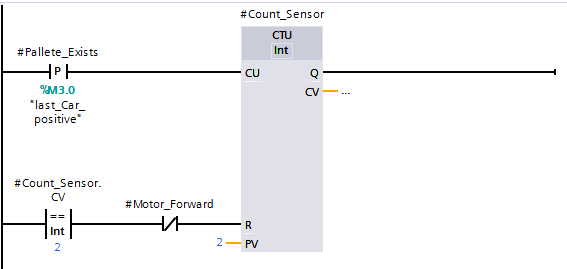 #Count_Sensor
CTU
Int
#Pallete_Exists
P
CU
Q
%M3.0
CV
...
"last_Car_
positive"
#Count_Sensor.
CV
#Motor_Forward
==
Int
R
2
2
PV